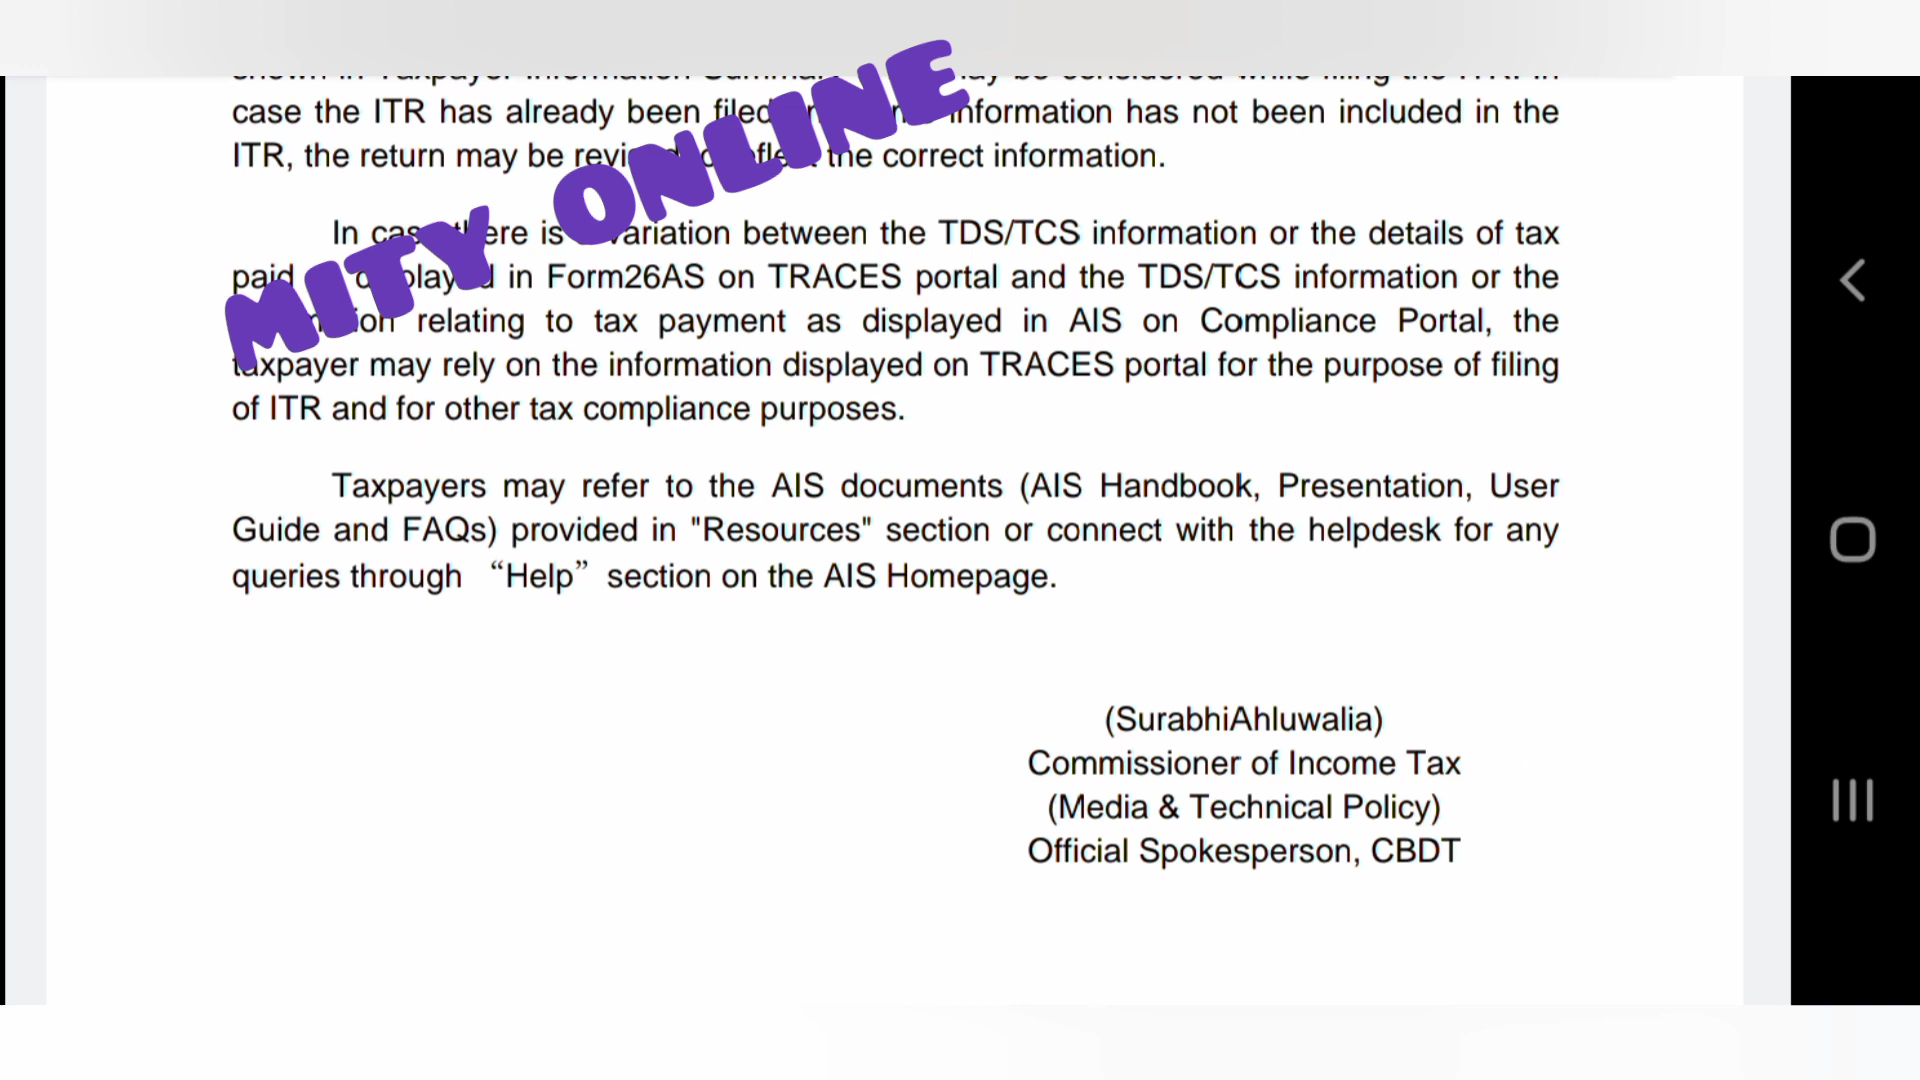 case the ITR has already been information has not been included in the
ITR, the return may be the correct information.
MITY ONLINE
In is variation between the TDS/TCS information or the details of tax
paid in Form26AS on TRACES portal and the TDS/TCS information or the
relating to tax payment as displayed in AIS on Compliance Portal, the
taxpayer may rely on the information displayed on TRACES portal for the purpose of filing
of ITR and for other tax compliance purposes.
Taxpayers may refer to the AIS documents (AIS Handbook, Presentation, User
Guide and FAQs) provided in "Resources" section or connect with the helpdesk for any
queries through “Help” section on the AIS Homepage.
(SurabhiAhluwalia)
Commissioner of Income Tax
(Media & Technical Policy)
Official Spokesperson, CBDT